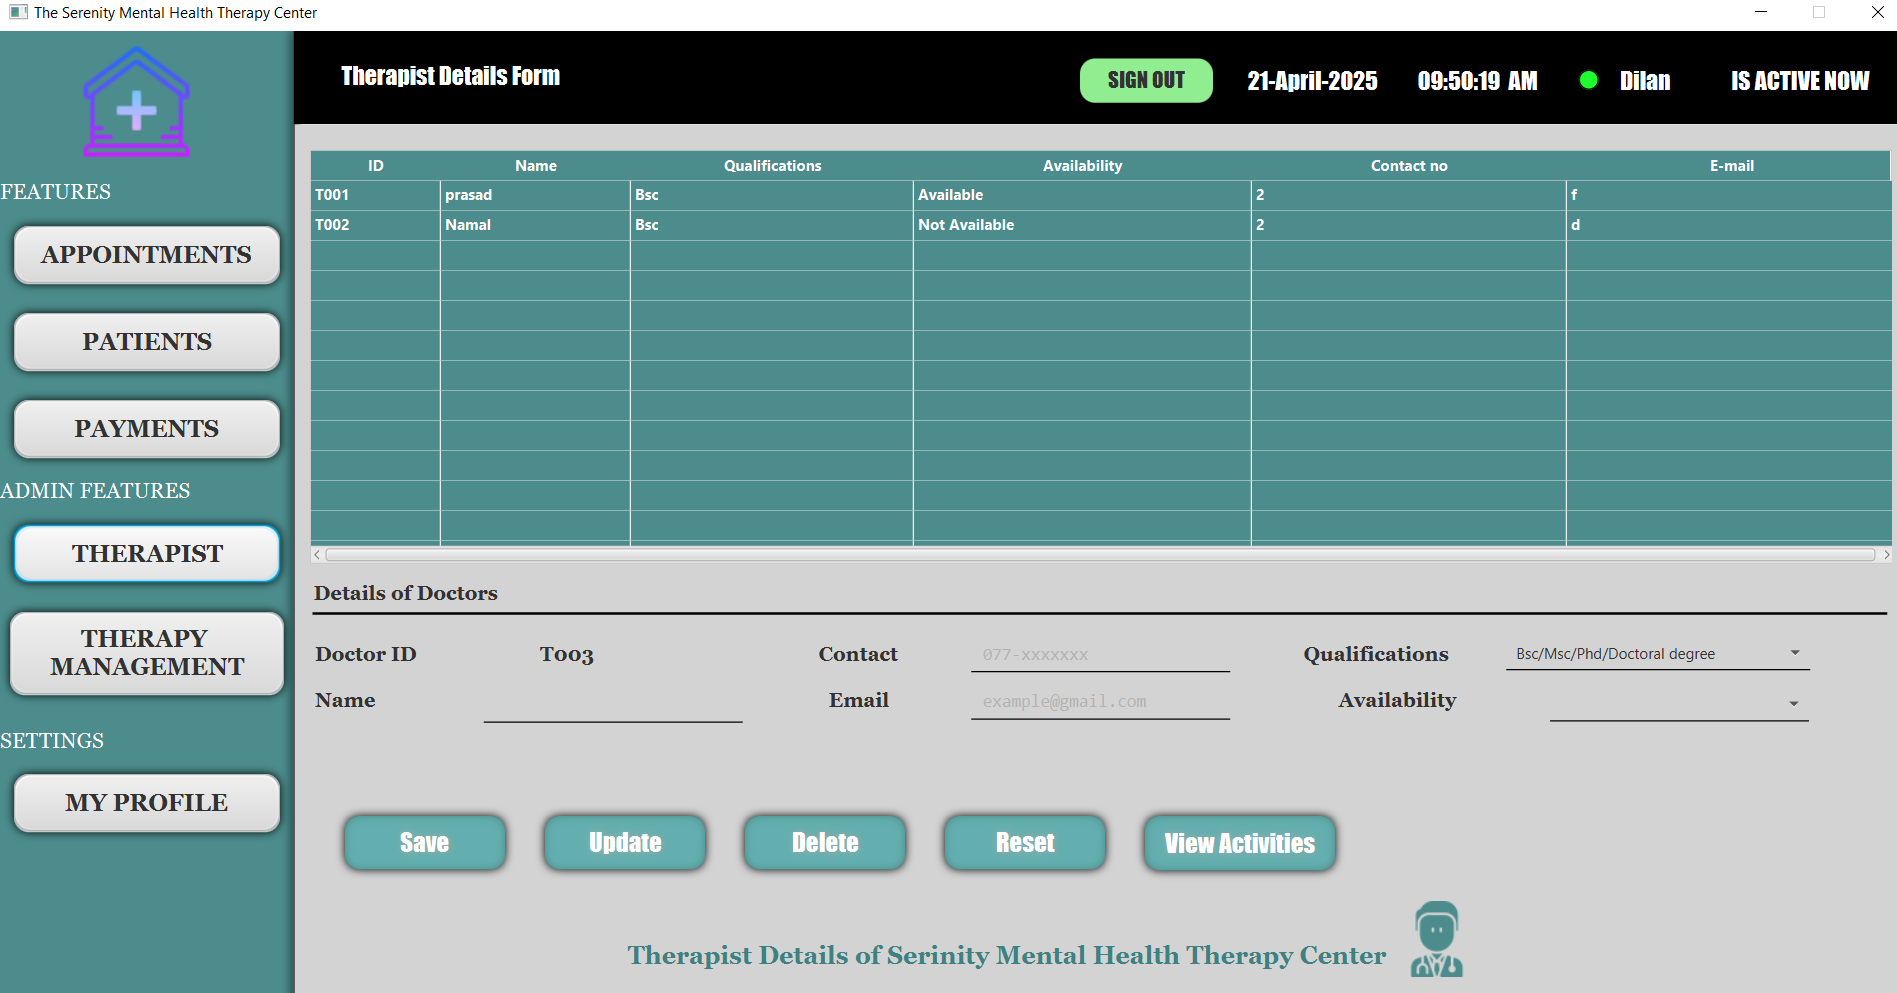 The Serenity Mental Health Therapy Center
Therapist Details Form
SIGN OUT
21-April-2025
09:50:19 AM
Dilan
IS ACTIVE NOW
FEATURES
APPOINTMENTS
PATIENTS
PAYMENTS
ADMIN FEATURES
THERAPIST
THERAPY
MANAGEMENT
SETTINGS
MY PROFILE
ID Name Qualifications Availability Contact no E-mail
T001 prasad Bsc Available 2 f
T002 Namal Bsc Not Available 2 d
Details of Doctors
Doctor ID T003 Contact 077-xxxxxxx Qualifications Bsc/Msc/Phd/Doctoral degree
Name Email example@gmail.com Availability
Save Update Delete Reset View Activities
Therapist Details of Serinity Mental Health Therapy Center